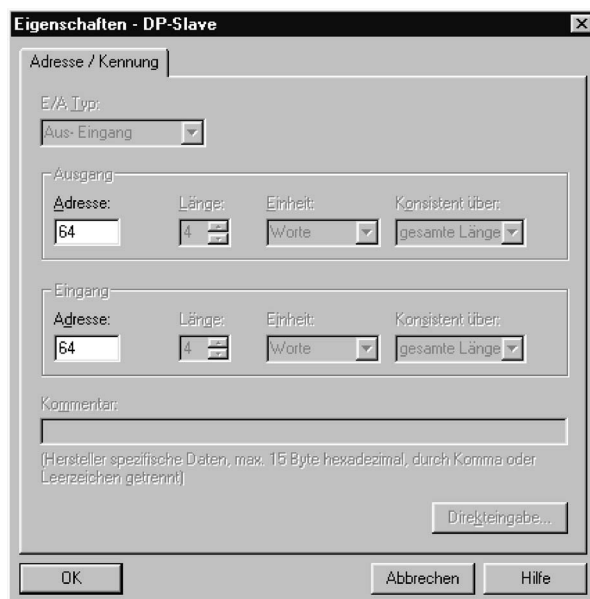 Eigenschaften - DP-Slave
Adresse / Kennung
E/A Typ:
Aus- Eingang
Ausgang
Adresse: Länge: Einheit: Konsistent über:
64 4 Worte gesamte Länge
Eingang
Adresse: Länge: Einheit: Konsistent über:
64 4 Worte gesamte Länge
Kommentar:
(Hersteller spezifische Daten, max. 15 Byte hexadezimal, durch Komma oder
Leerzeichen getrennt)
Direkteingabe...
OK Abbrechen Hilfe